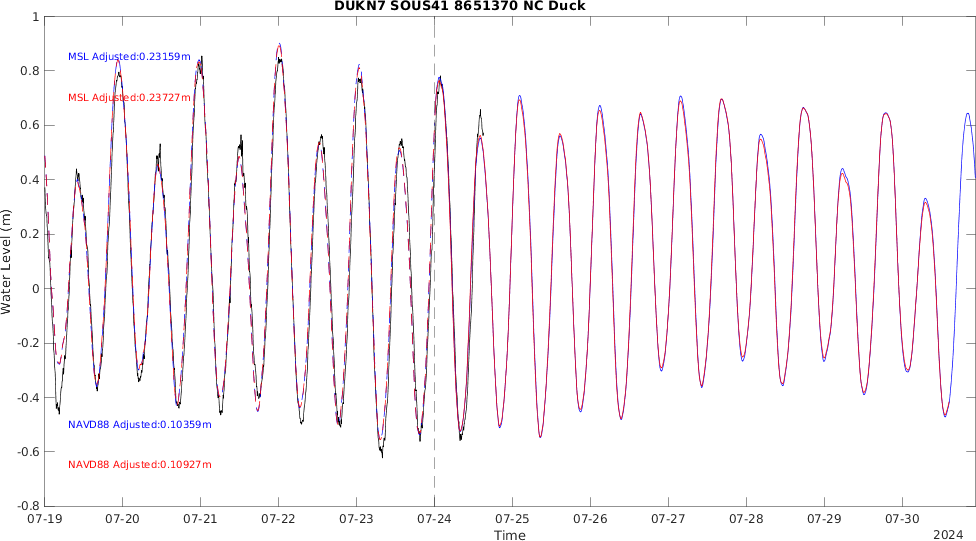 DUKN7 SOUS41 8651370 NC Duck
1
MSL Adjusted:0.23159m
0.8
MSL Adjusted:0.23727m
0.6
0.4
0.2
0
-0.2
-0.4
NAVD88 Adjusted:0.10359m
-0.6
NAVD88 Adjusted:0.10927m
-0.8
Water Level (m)
07-19 07-20 07-21 07-22 07-23 07-24 07-25 07-26 07-27 07-28 07-29 07-30
Time
2024